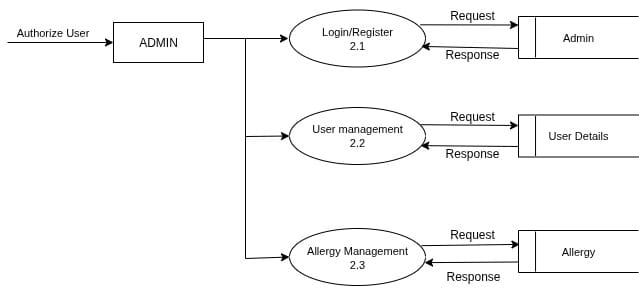 Authorize User
ADMIN
Login/Register
2.1
Request
Response
Admin
User management
2.2
Request
Response
User Details
Allergy Management
2.3
Request
Response
Allergy